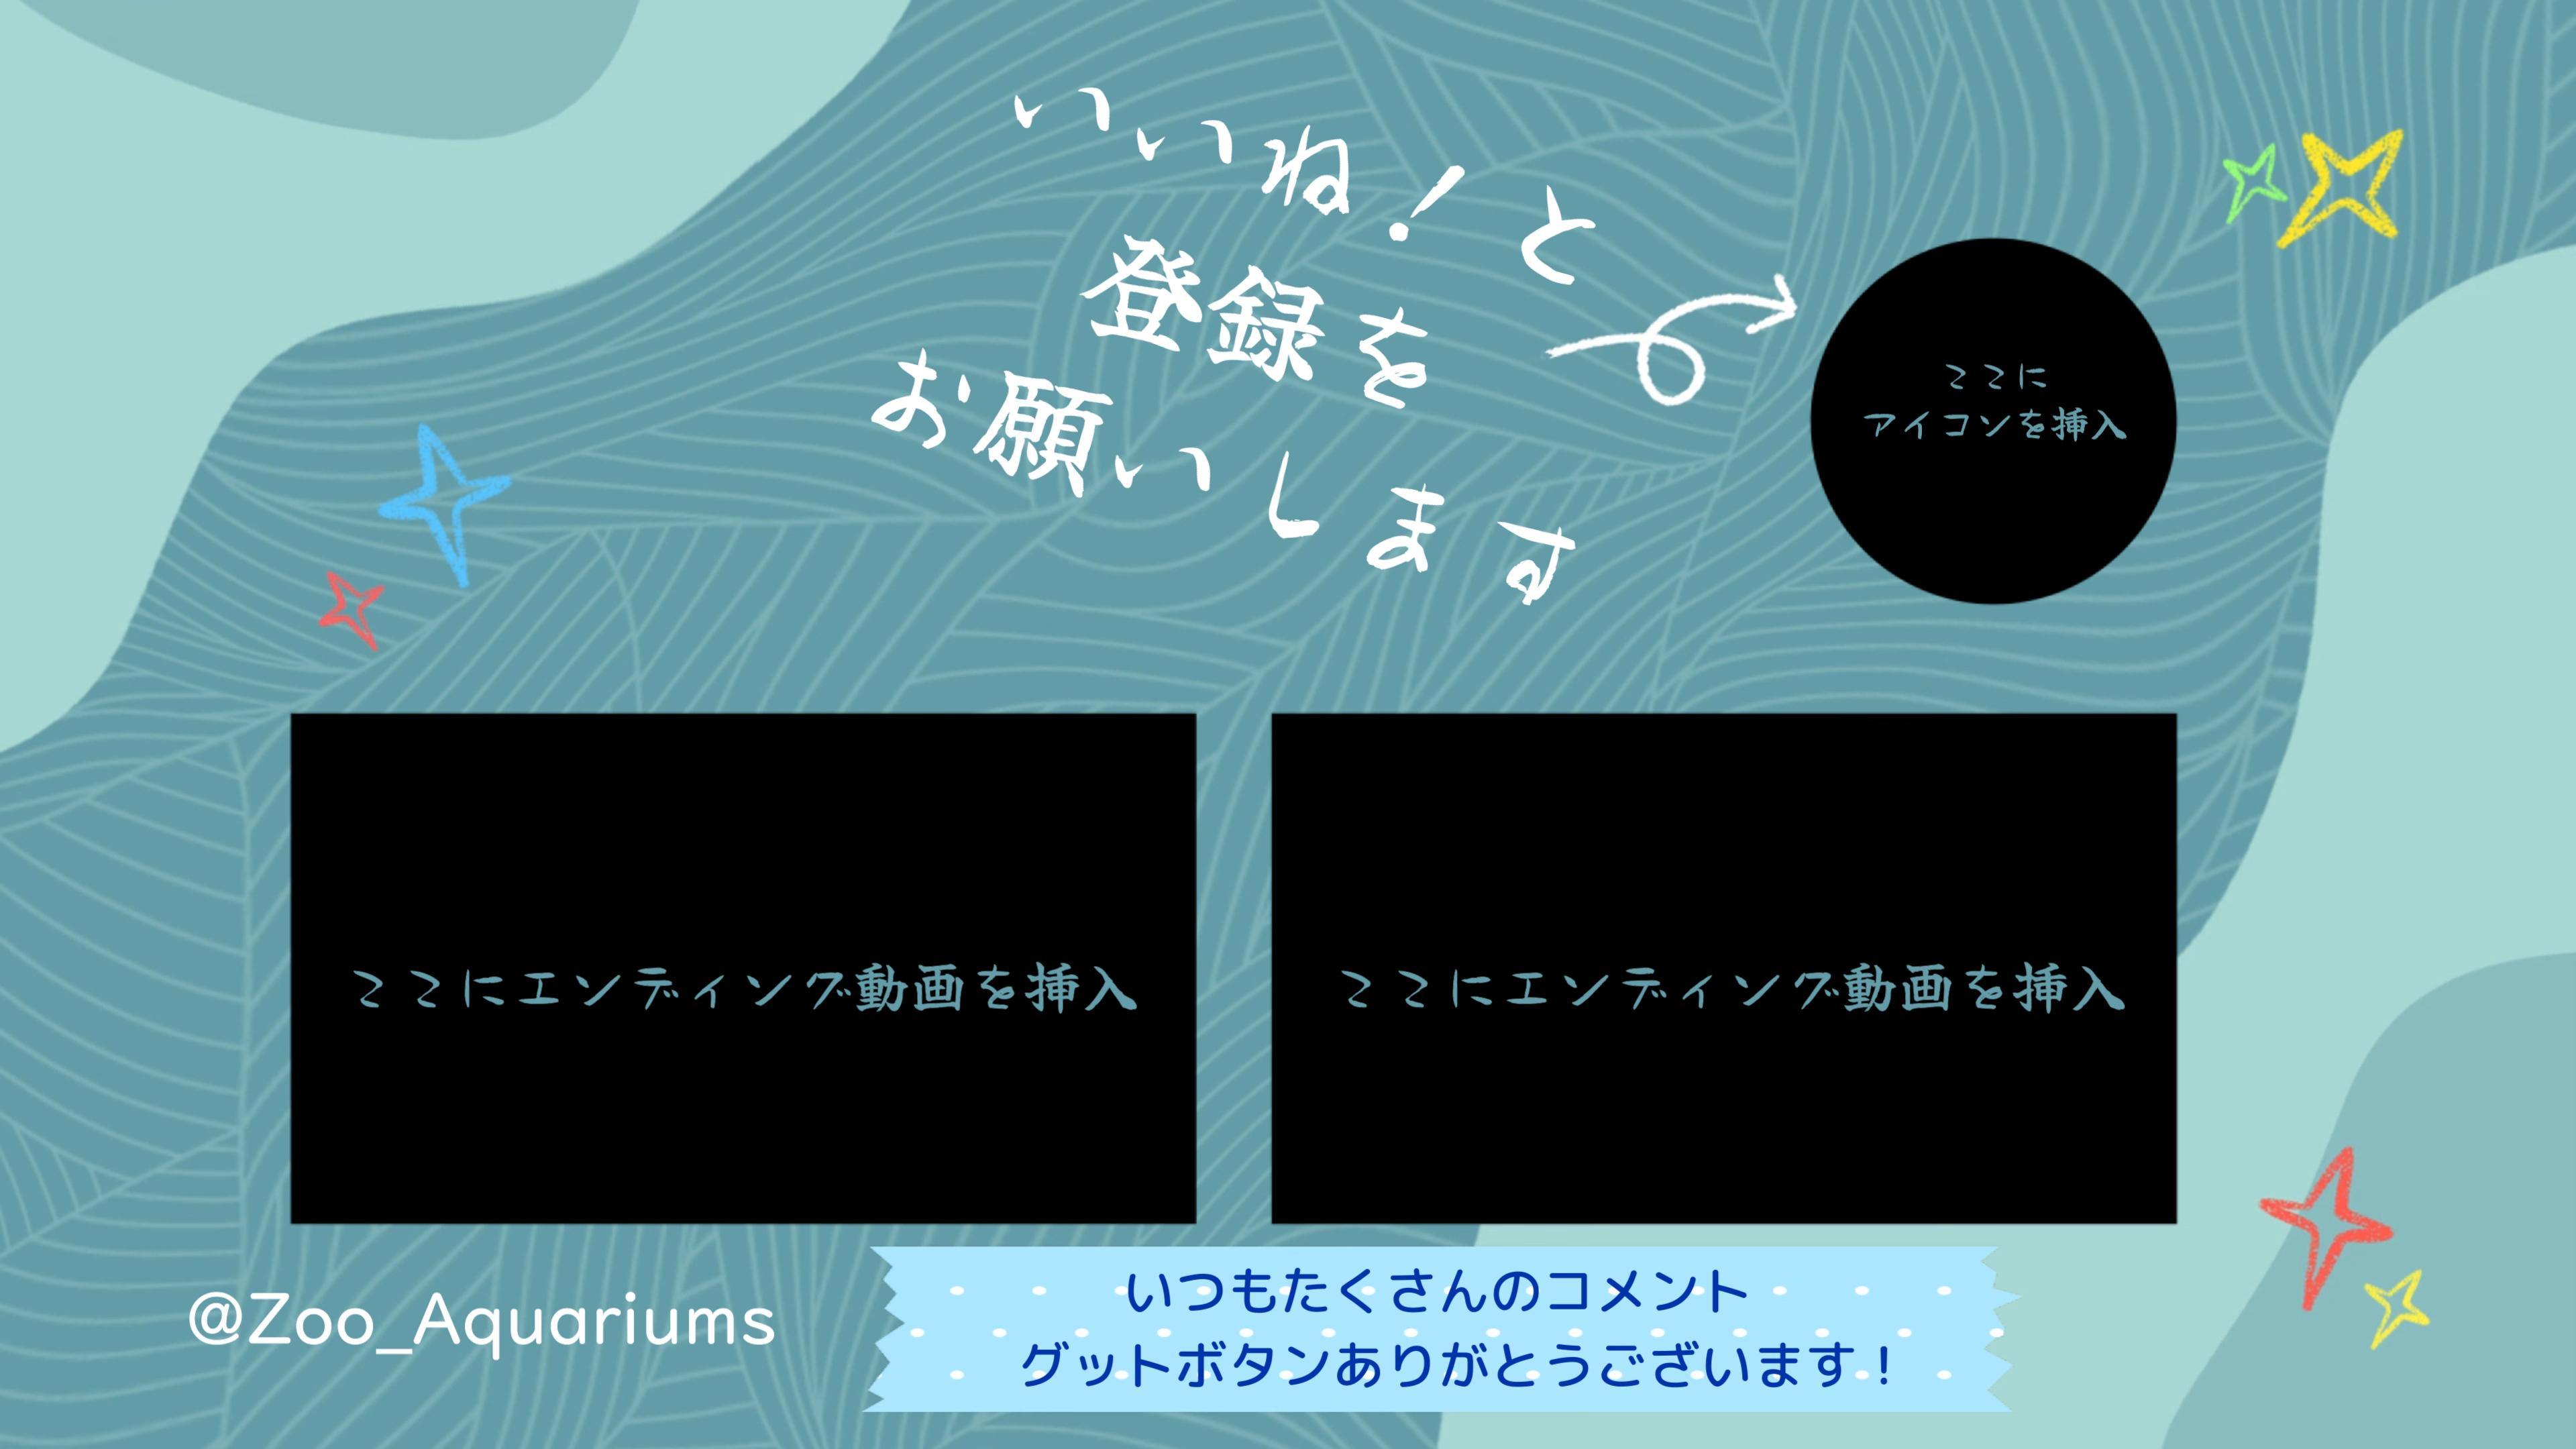 いいね！と
登録を
お願いします
ここに
アイコンを挿入
ここにエンディング動画を挿入
ここにエンディング動画を挿入
@Zoo_Aquariums
いつもたくさんのコメント
グットボタンありがとうございます！